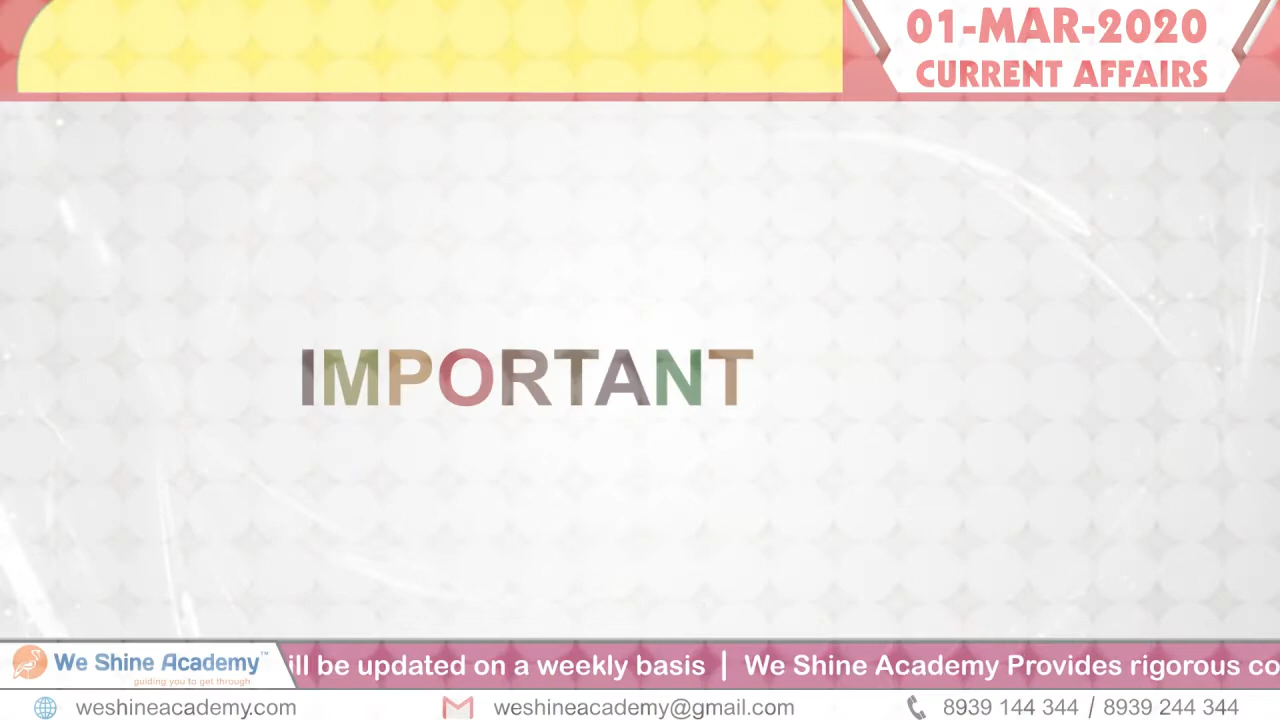 01-MAR-2020
CURRENT AFFAIRS
IMPORTANT
We Shine Academy™
guiding you to get through
ill be updated on a weekly basis | We Shine Academy Provides rigorous co
weshineacademy.com
weshineacademy@gmail.com
8939 144 344 / 8939 244 344